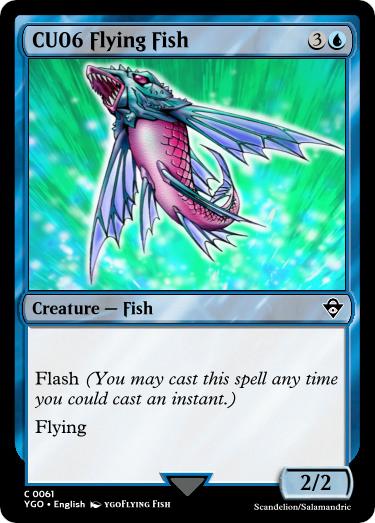 CU06 Flying Fish 3
Creature — Fish
Flash (You may cast this spell any time
you could cast an instant.)
Flying
2/2
C 0061
YGO • English YGOFLYING FISH
Scandelion/Salamandric